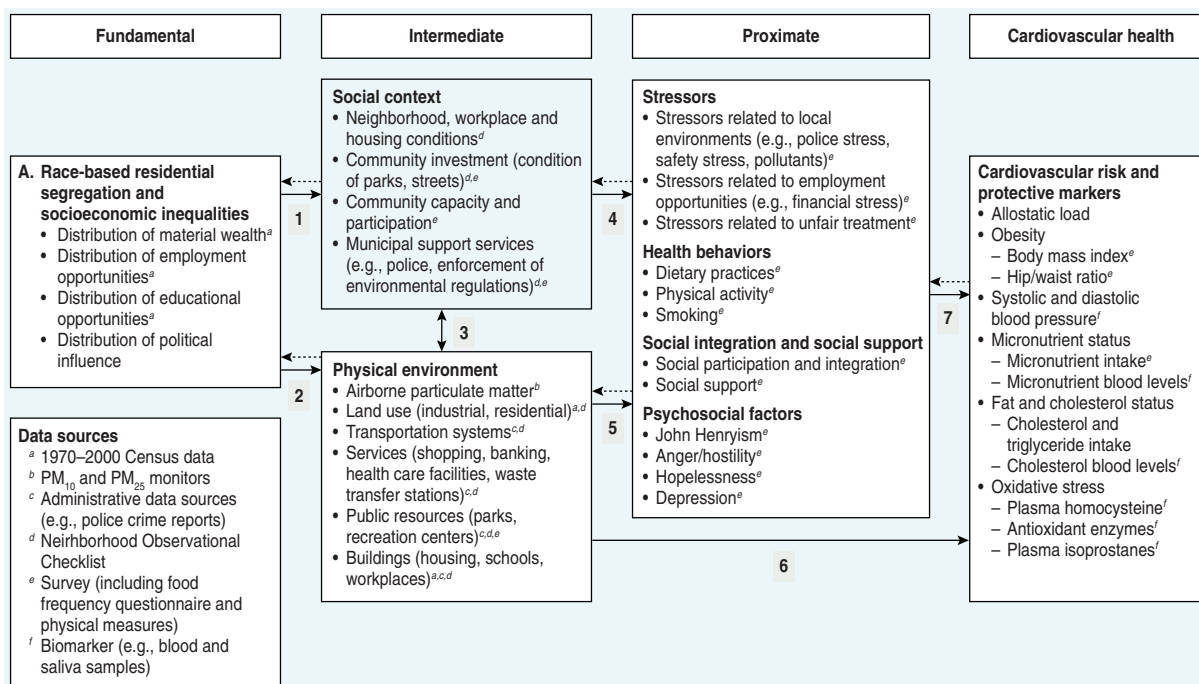 Fundamental
Intermediate
Proximate
Cardiovascular health
A. Race-based residential
segregation and
socioeconomic inequalities
• Distribution of material wealth^a
• Distribution of employment
opportunities^a
• Distribution of educational
opportunities^a
• Distribution of political
influence
Data sources
^a 1970–2000 Census data
^b PM_10 and PM_25 monitors
^c Administrative data sources
(e.g., police crime reports)
^d Neirhborhood Observational
Checklist
^e Survey (including food
frequency questionnaire and
physical measures)
^f Biomarker (e.g., blood and
saliva samples)
1
2
Social context
• Neighborhood, workplace and
housing conditions^d
• Community investment (condition
of parks, streets)^d,e
• Community capacity and
participation^e
• Municipal support services
(e.g., police, enforcement of
environmental regulations)^d,e
3
Physical environment
• Airborne particulate matter^b
• Land use (industrial, residential)^a,d
• Transportation systems^c,d
• Services (shopping, banking,
health care facilities, waste
transfer stations)^c,d
• Public resources (parks,
recreation centers)^c,d,e
• Buildings (housing, schools,
workplaces)^a,c,d
4
5
6
Stressors
• Stressors related to local
environments (e.g., police stress,
safety stress, pollutants)^e
• Stressors related to employment
opportunities (e.g., financial stress)^e
• Stressors related to unfair treatment^e
Health behaviors
• Dietary practices^e
• Physical activity^e
• Smoking^e
Social integration and social support
• Social participation and integration^e
• Social support^e
Psychosocial factors
• John Henryism^e
• Anger/hostility^e
• Hopelessness^e
• Depression^e
7
Cardiovascular risk and
protective markers
• Allostatic load
• Obesity
– Body mass index^e
– Hip/waist ratio^e
• Systolic and diastolic
blood pressure^f
• Micronutrient status
– Micronutrient intake^e
– Micronutrient blood levels^f
• Fat and cholesterol status
– Cholesterol and
triglyceride intake
– Cholesterol blood levels^f
• Oxidative stress
– Plasma homocysteine^f
– Antioxidant enzymes^f
– Plasma isoprostanes^f